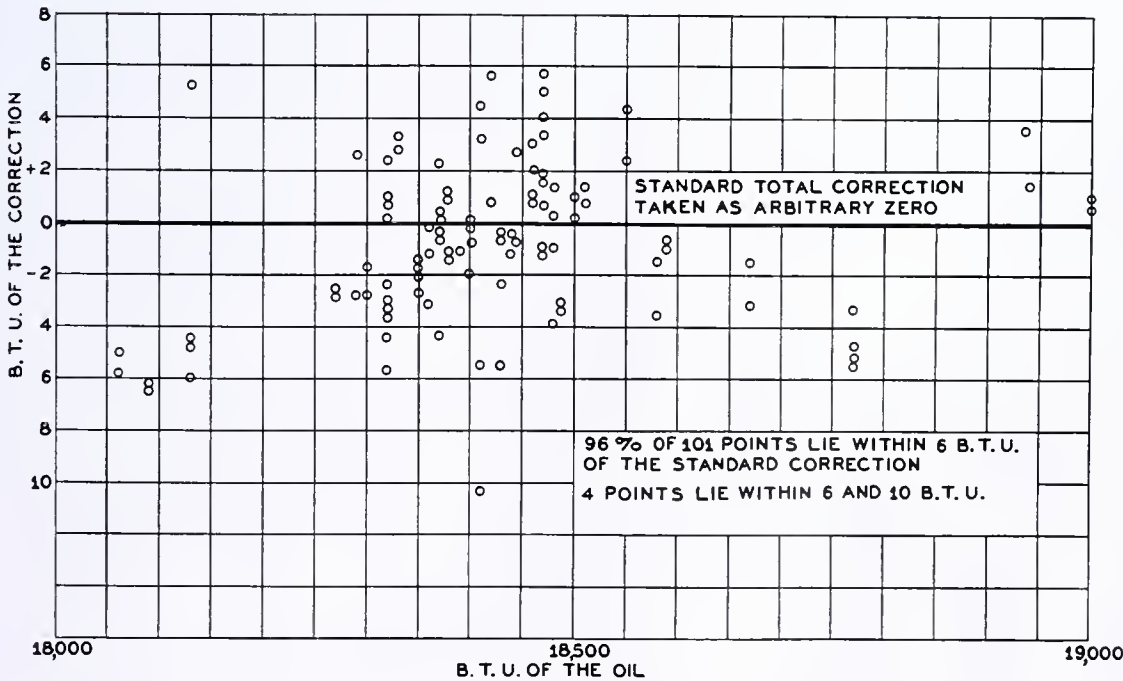 8
6
4
+2
0
-2
4
6
8
10
B.T.U. OF THE CORRECTION
STANDARD TOTAL CORRECTION
TAKEN AS ARBITRARY ZERO
96 % OF 101 POINTS LIE WITHIN 6 B.T.U.
OF THE STANDARD CORRECTION
4 POINTS LIE WITHIN 6 AND 10 B.T.U.
18,000
18,500
19,000
B.T.U. OF THE OIL